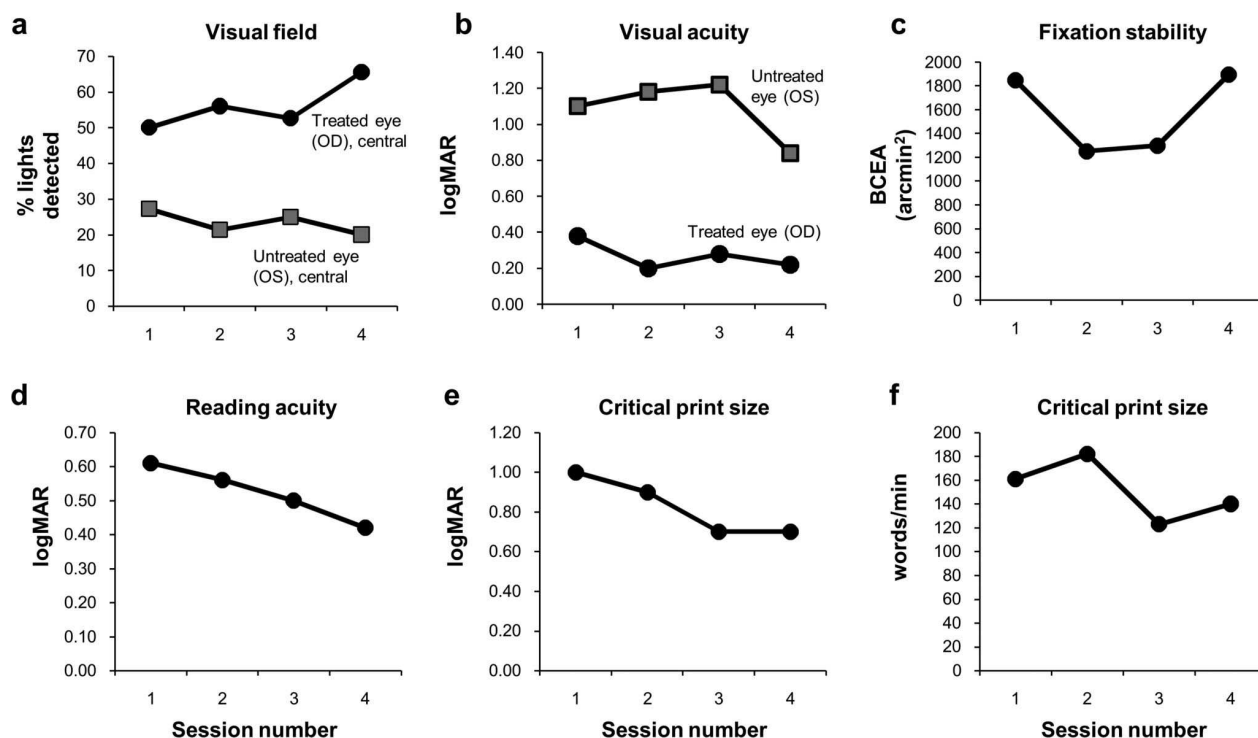 a
Visual field
70
60
50
40
30
20
10
0
% lights
detected
Treated eye
(OD), central
Untreated eye
(OS), central
1 2 3 4
b
Visual acuity
1.40
1.20
1.00
0.80
0.60
0.40
0.20
0.00
logMAR
Untreated
eye (OS)
Treated eye (OD)
1 2 3 4
c
Fixation stability
2000
1800
1600
1400
1200
1000
800
600
400
200
0
BCEA
(arcmin²)
1 2 3 4
d
Reading acuity
0.70
0.60
0.50
0.40
0.30
0.20
0.10
0.00
logMAR
1 2 3 4
Session number
e
Critical print size
1.20
1.00
0.80
0.60
0.40
0.20
0.00
logMAR
1 2 3 4
Session number
f
Critical print size
200
180
160
140
120
100
80
60
40
20
0
words/min
1 2 3 4
Session number